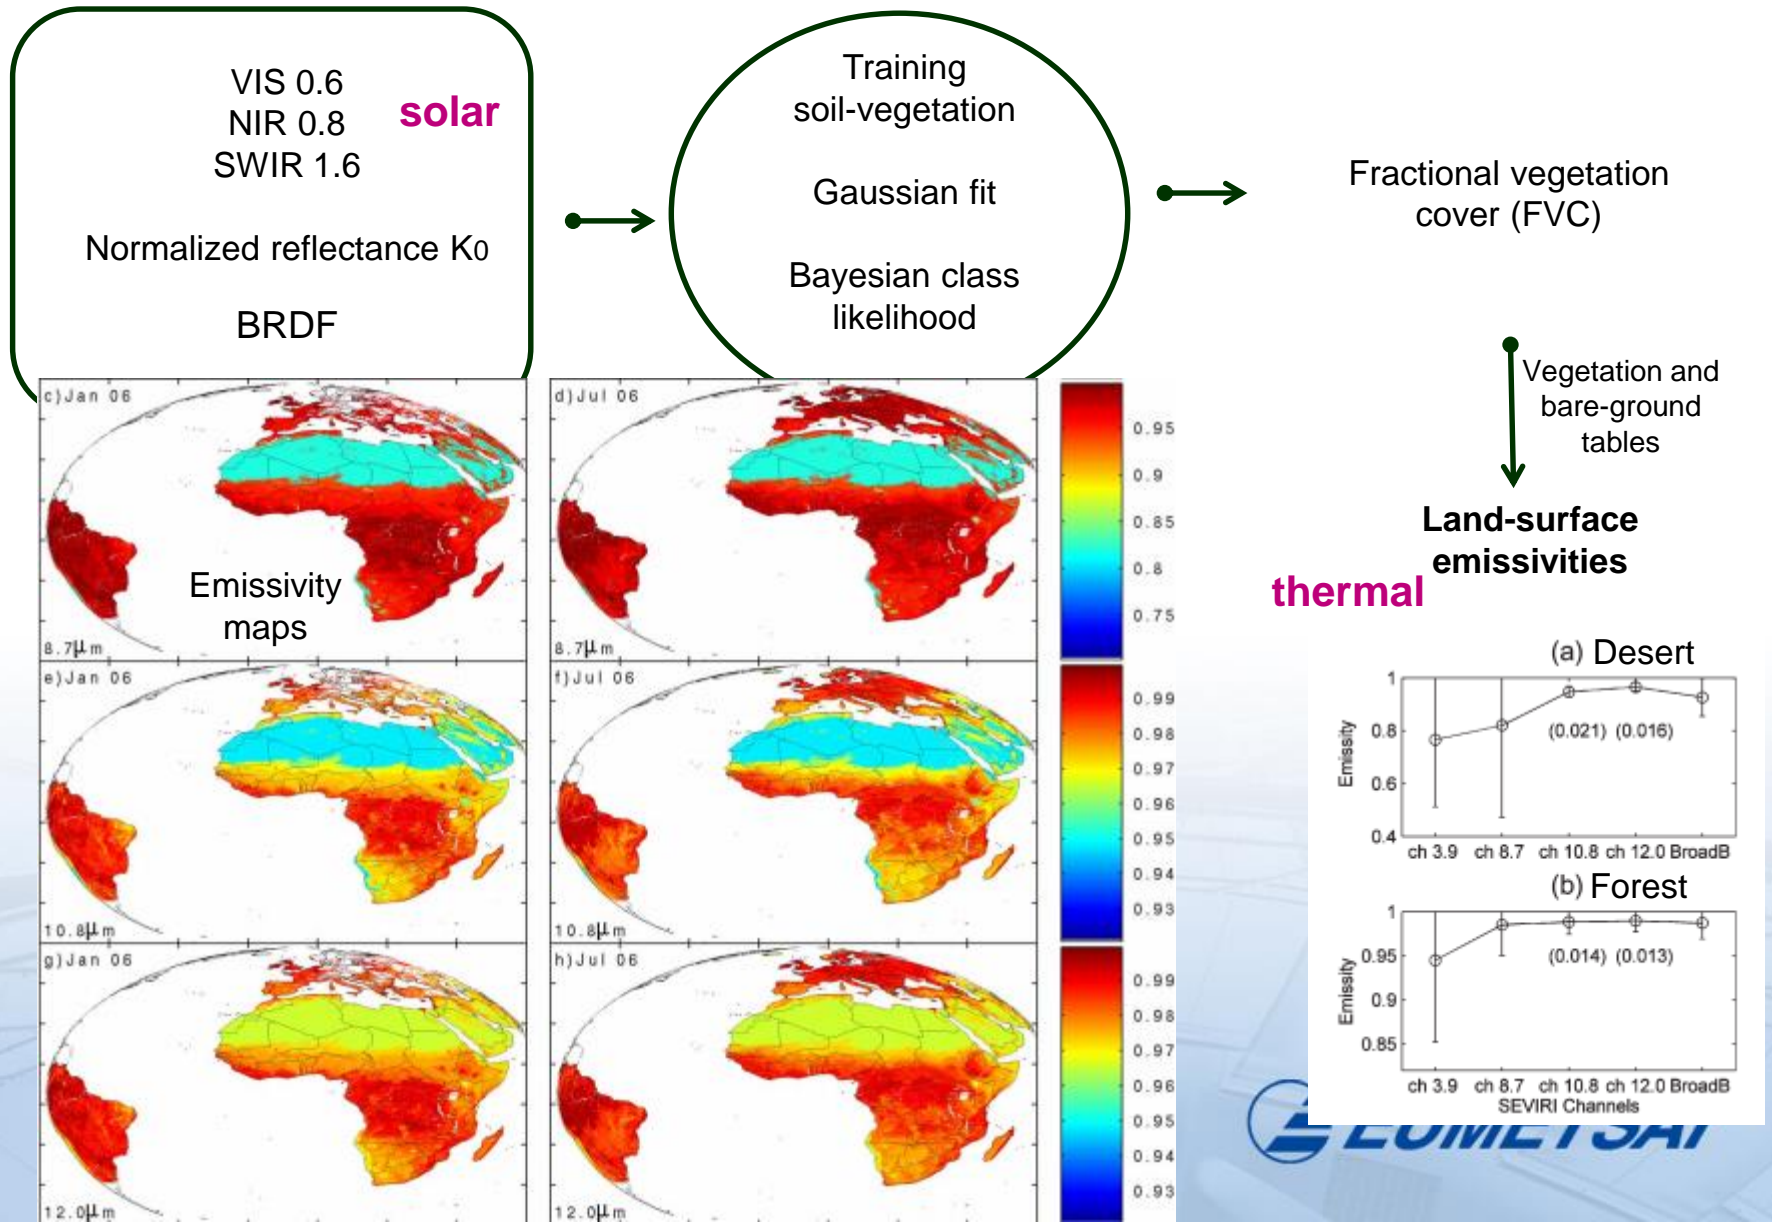 VIS 0.6
NIR 0.8
SWIR 1.6
solar
Normalized reflectance K0
BRDF
Training
soil-vegetation
Gaussian fit
Bayesian class
likelihood
Fractional vegetation
cover (FVC)
Vegetation and
bare-ground
tables
Land-surface
emissivities
thermal
c)Jan 06
8.7µm
d)Jul 06
8.7µm
0.95
0.9
0.85
0.8
0.75
Emissivity
maps
e)Jan 06
10.8µm
f)Jul 06
10.8µm
0.99
0.98
0.97
0.96
0.95
0.94
0.93
g)Jan 06
12.0µm
h)Jul 06
12.0µm
0.99
0.98
0.97
0.96
0.95
0.94
0.93
(a) Desert
1
0.8
0.6
0.4
Emissity
(0.021) (0.016)
ch 3.9 ch 8.7 ch 10.8 ch 12.0 BroadB
(b) Forest
1
0.95
0.9
0.85
Emissity
(0.014) (0.013)
ch 3.9 ch 8.7 ch 10.8 ch 12.0 BroadB
SEVIRI Channels
EUMETSAT